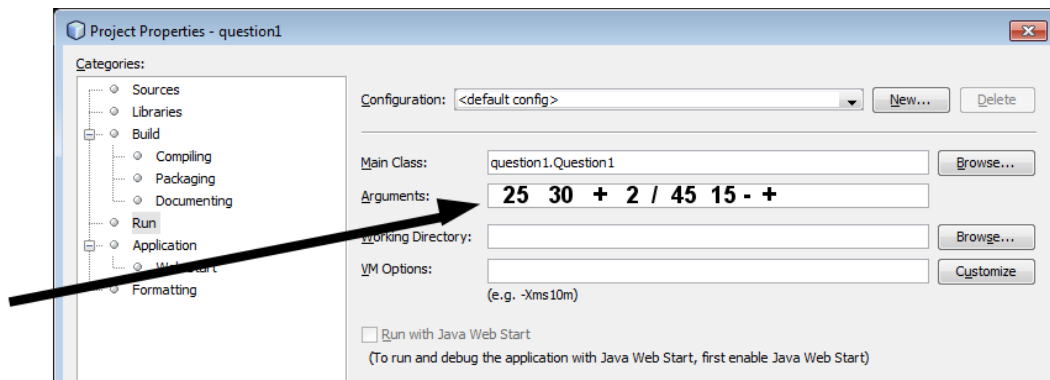 Project Properties - question1
Categories:
Sources
Libraries
Build
Compiling
Packaging
Documenting
Run
Application
Web Start
Formatting
Configuration: <default config> New... Delete
Main Class: question1.Question1 Browse...
Arguments: 25 30 + 2 / 45 15 - +
Working Directory: Browse...
VM Options: Customize
(e.g. -Xms10m)
Run with Java Web Start
(To run and debug the application with Java Web Start, first enable Java Web Start)